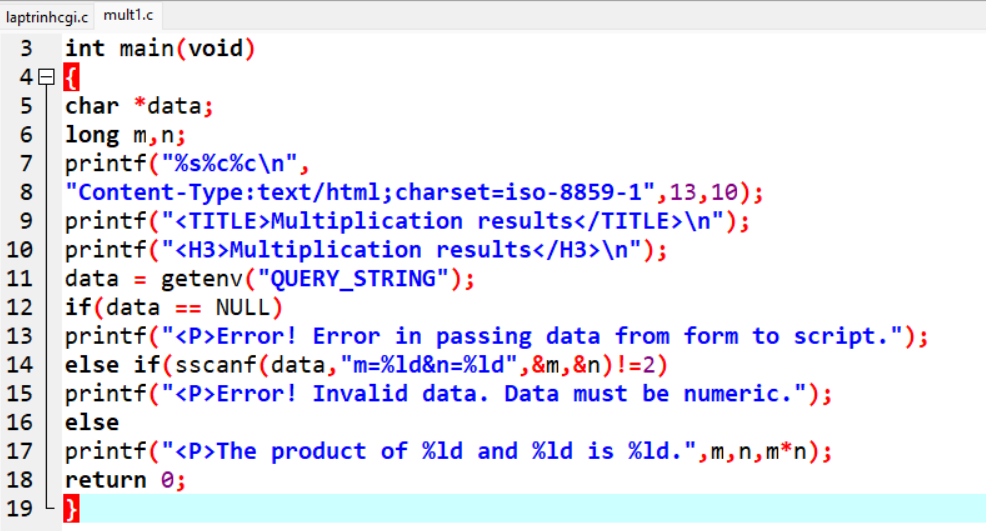 laptrinhcgi.c mult1.c
3 int main(void)
4 {
5 char *data;
6 long m,n;
7 printf("%s%c%c\n",
8 "Content-Type:text/html;charset=iso-8859-1",13,10);
9 printf("<TITLE>Multiplication results</TITLE>\n");
10 printf("<H3>Multiplication results</H3>\n");
11 data = getenv("QUERY_STRING");
12 if(data == NULL)
13 printf("<P>Error! Error in passing data from form to script.");
14 else if(sscanf(data,"m=%ld&n=%ld",&m,&n)!=2)
15 printf("<P>Error! Invalid data. Data must be numeric.");
16 else
17 printf("<P>The product of %ld and %ld is %ld.",m,n,m*n);
18 return 0;
19 }